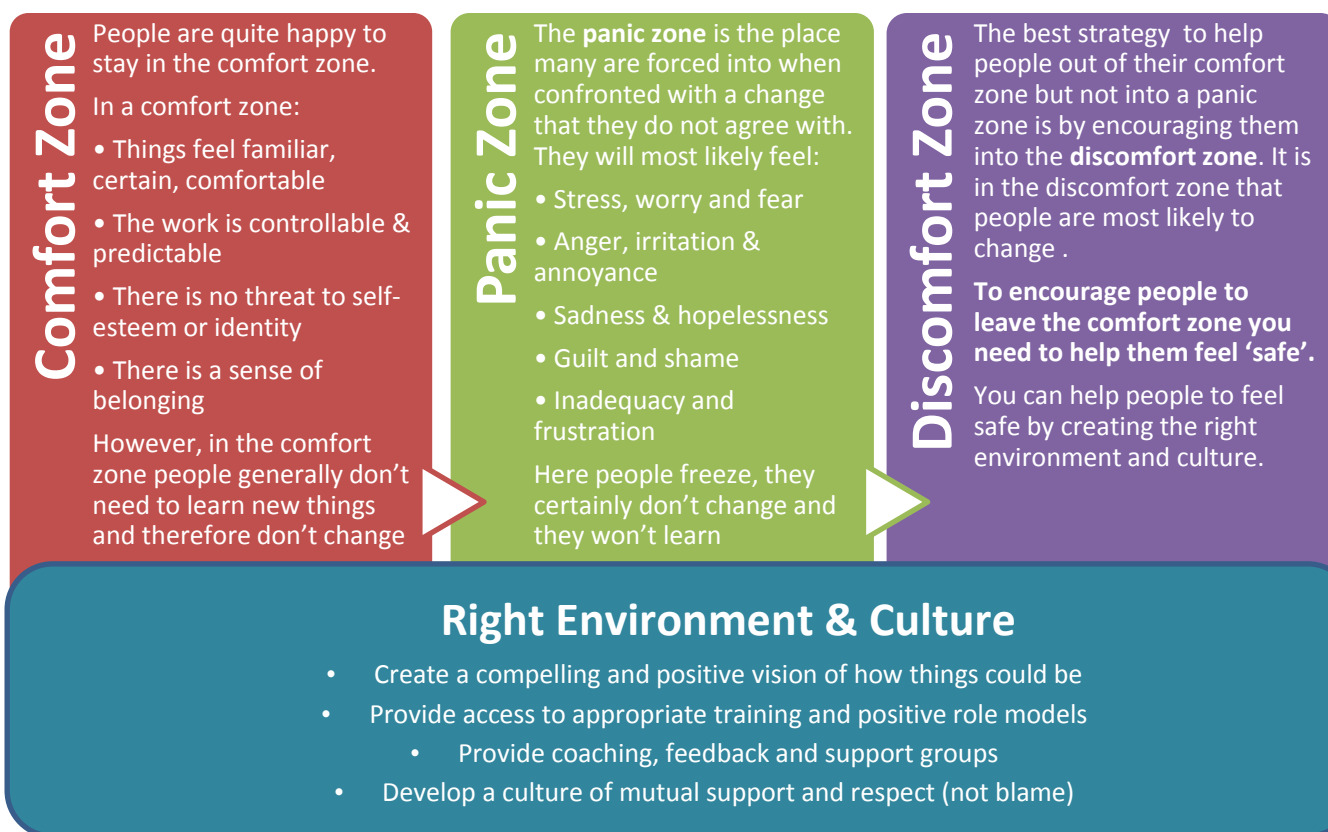 Comfort Zone
People are quite happy to
stay in the comfort zone.
In a comfort zone:
• Things feel familiar,
certain, comfortable
• The work is controllable &
predictable
• There is no threat to self-
esteem or identity
• There is a sense of
belonging
However, in the comfort
zone people generally don’t
need to learn new things
and therefore don’t change
Panic Zone
The panic zone is the place
many are forced into when
confronted with a change
that they do not agree with.
They will most likely feel:
• Stress, worry and fear
• Anger, irritation &
annoyance
• Sadness & hopelessness
• Guilt and shame
• Inadequacy and
frustration
Here people freeze, they
certainly don’t change and
they won’t learn
Discomfort Zone
The best strategy  to help
people out of their comfort
zone but not into a panic
zone is by encouraging them
into the discomfort zone. It is
in the discomfort zone that
people are most likely to
change .
To encourage people to
leave the comfort zone you
need to help them feel ‘safe’.
You can help people to feel
safe by creating the right
environment and culture.
Right Environment & Culture
• Create a compelling and positive vision of how things could be
• Provide access to appropriate training and positive role models
• Provide coaching, feedback and support groups
• Develop a culture of mutual support and respect (not blame)